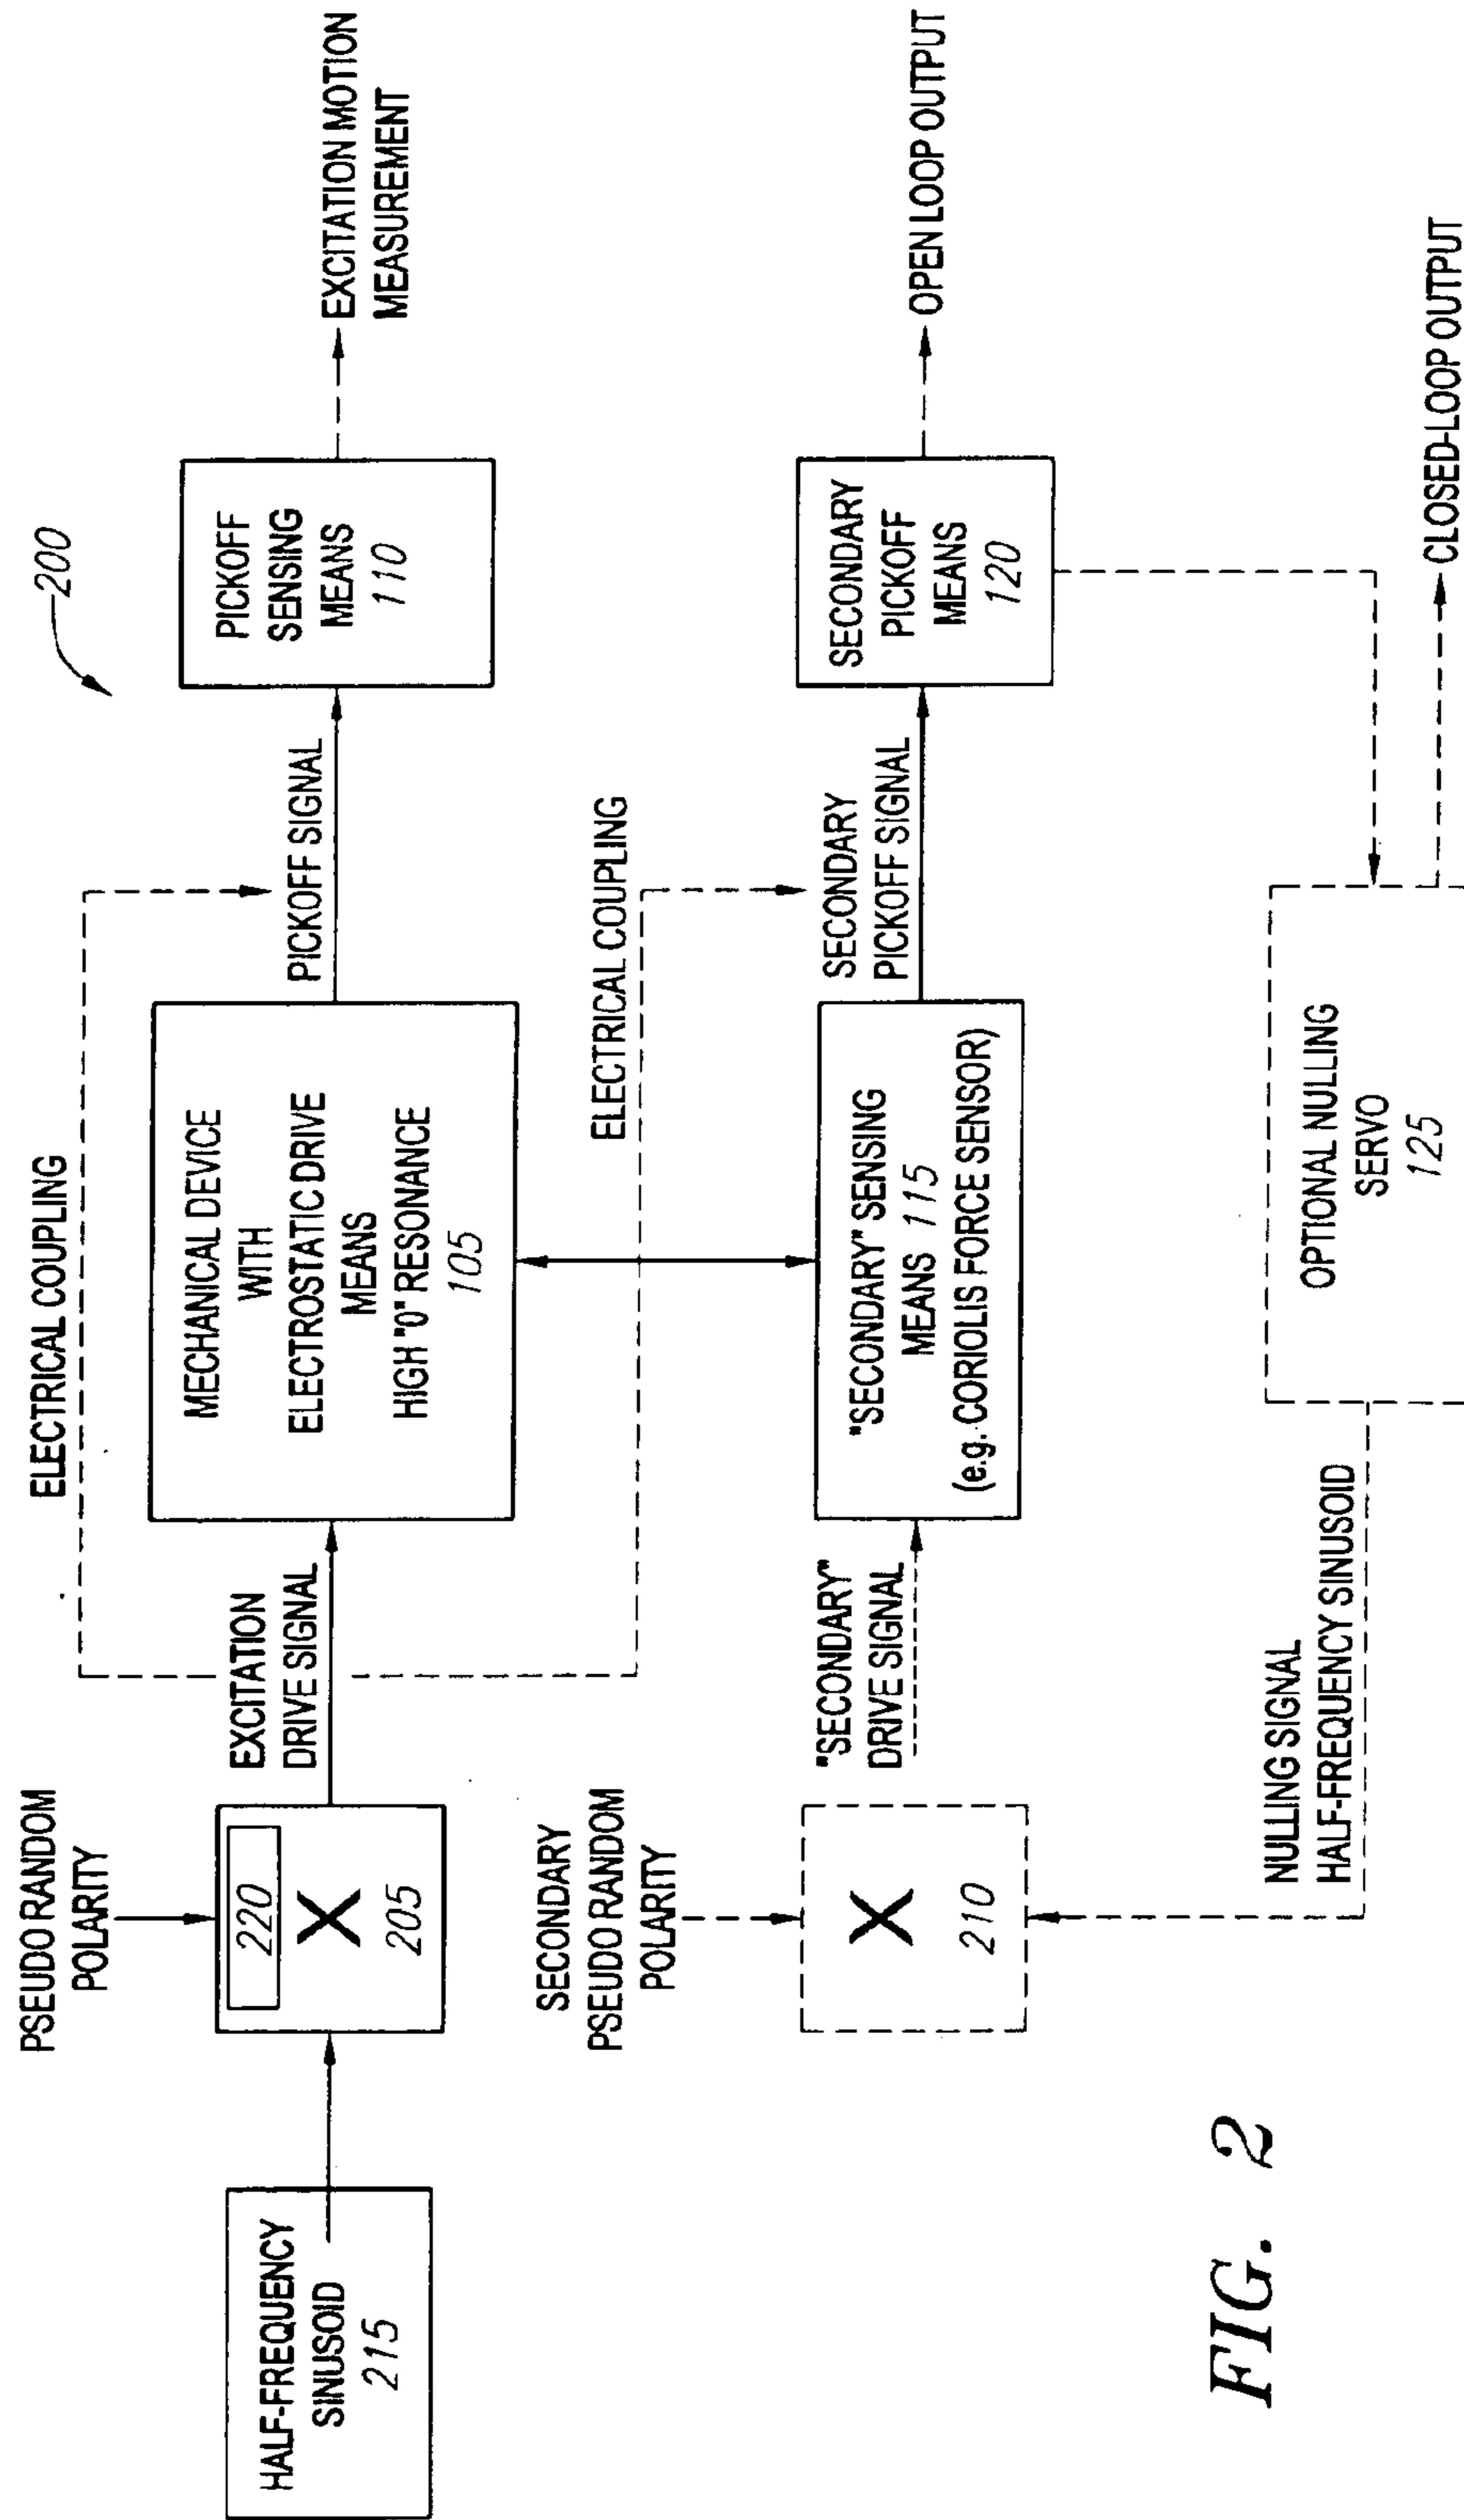 200
ELECTRICAL COUPLING
PSEUDO RANDOM
POLARITY
HALF-FREQUENCY
SINUSOID
215
220
X
205
EXCITATION
DRIVE SIGNAL
MECHANICAL DEVICE
WITH
ELECTROSTATIC DRIVE
MEANS
HIGH "0" RESONANCE
105
PICKOFF SIGNAL
PICKOFF
SENSING
MEANS
110
EXCITATION MOTION
MEASUREMENT
ELECTRICAL COUPLING
SECONDARY
PSEUDO RANDOM
POLARITY
X
210
"SECONDARY"
DRIVE SIGNAL
"SECONDARY" SENSING
MEANS 115
(e.g. CORIOLIS FORCE SENSOR)
SECONDARY
PICKOFF SIGNAL
SECONDARY
PICKOFF
MEANS
120
OPEN LOOP OUTPUT
NULLING SIGNAL
HALF-FREQUENCY SINUSOID
OPTIONAL NULLING
SERVO
125
CLOSED-LOOP OUTPUT
FIG. 2